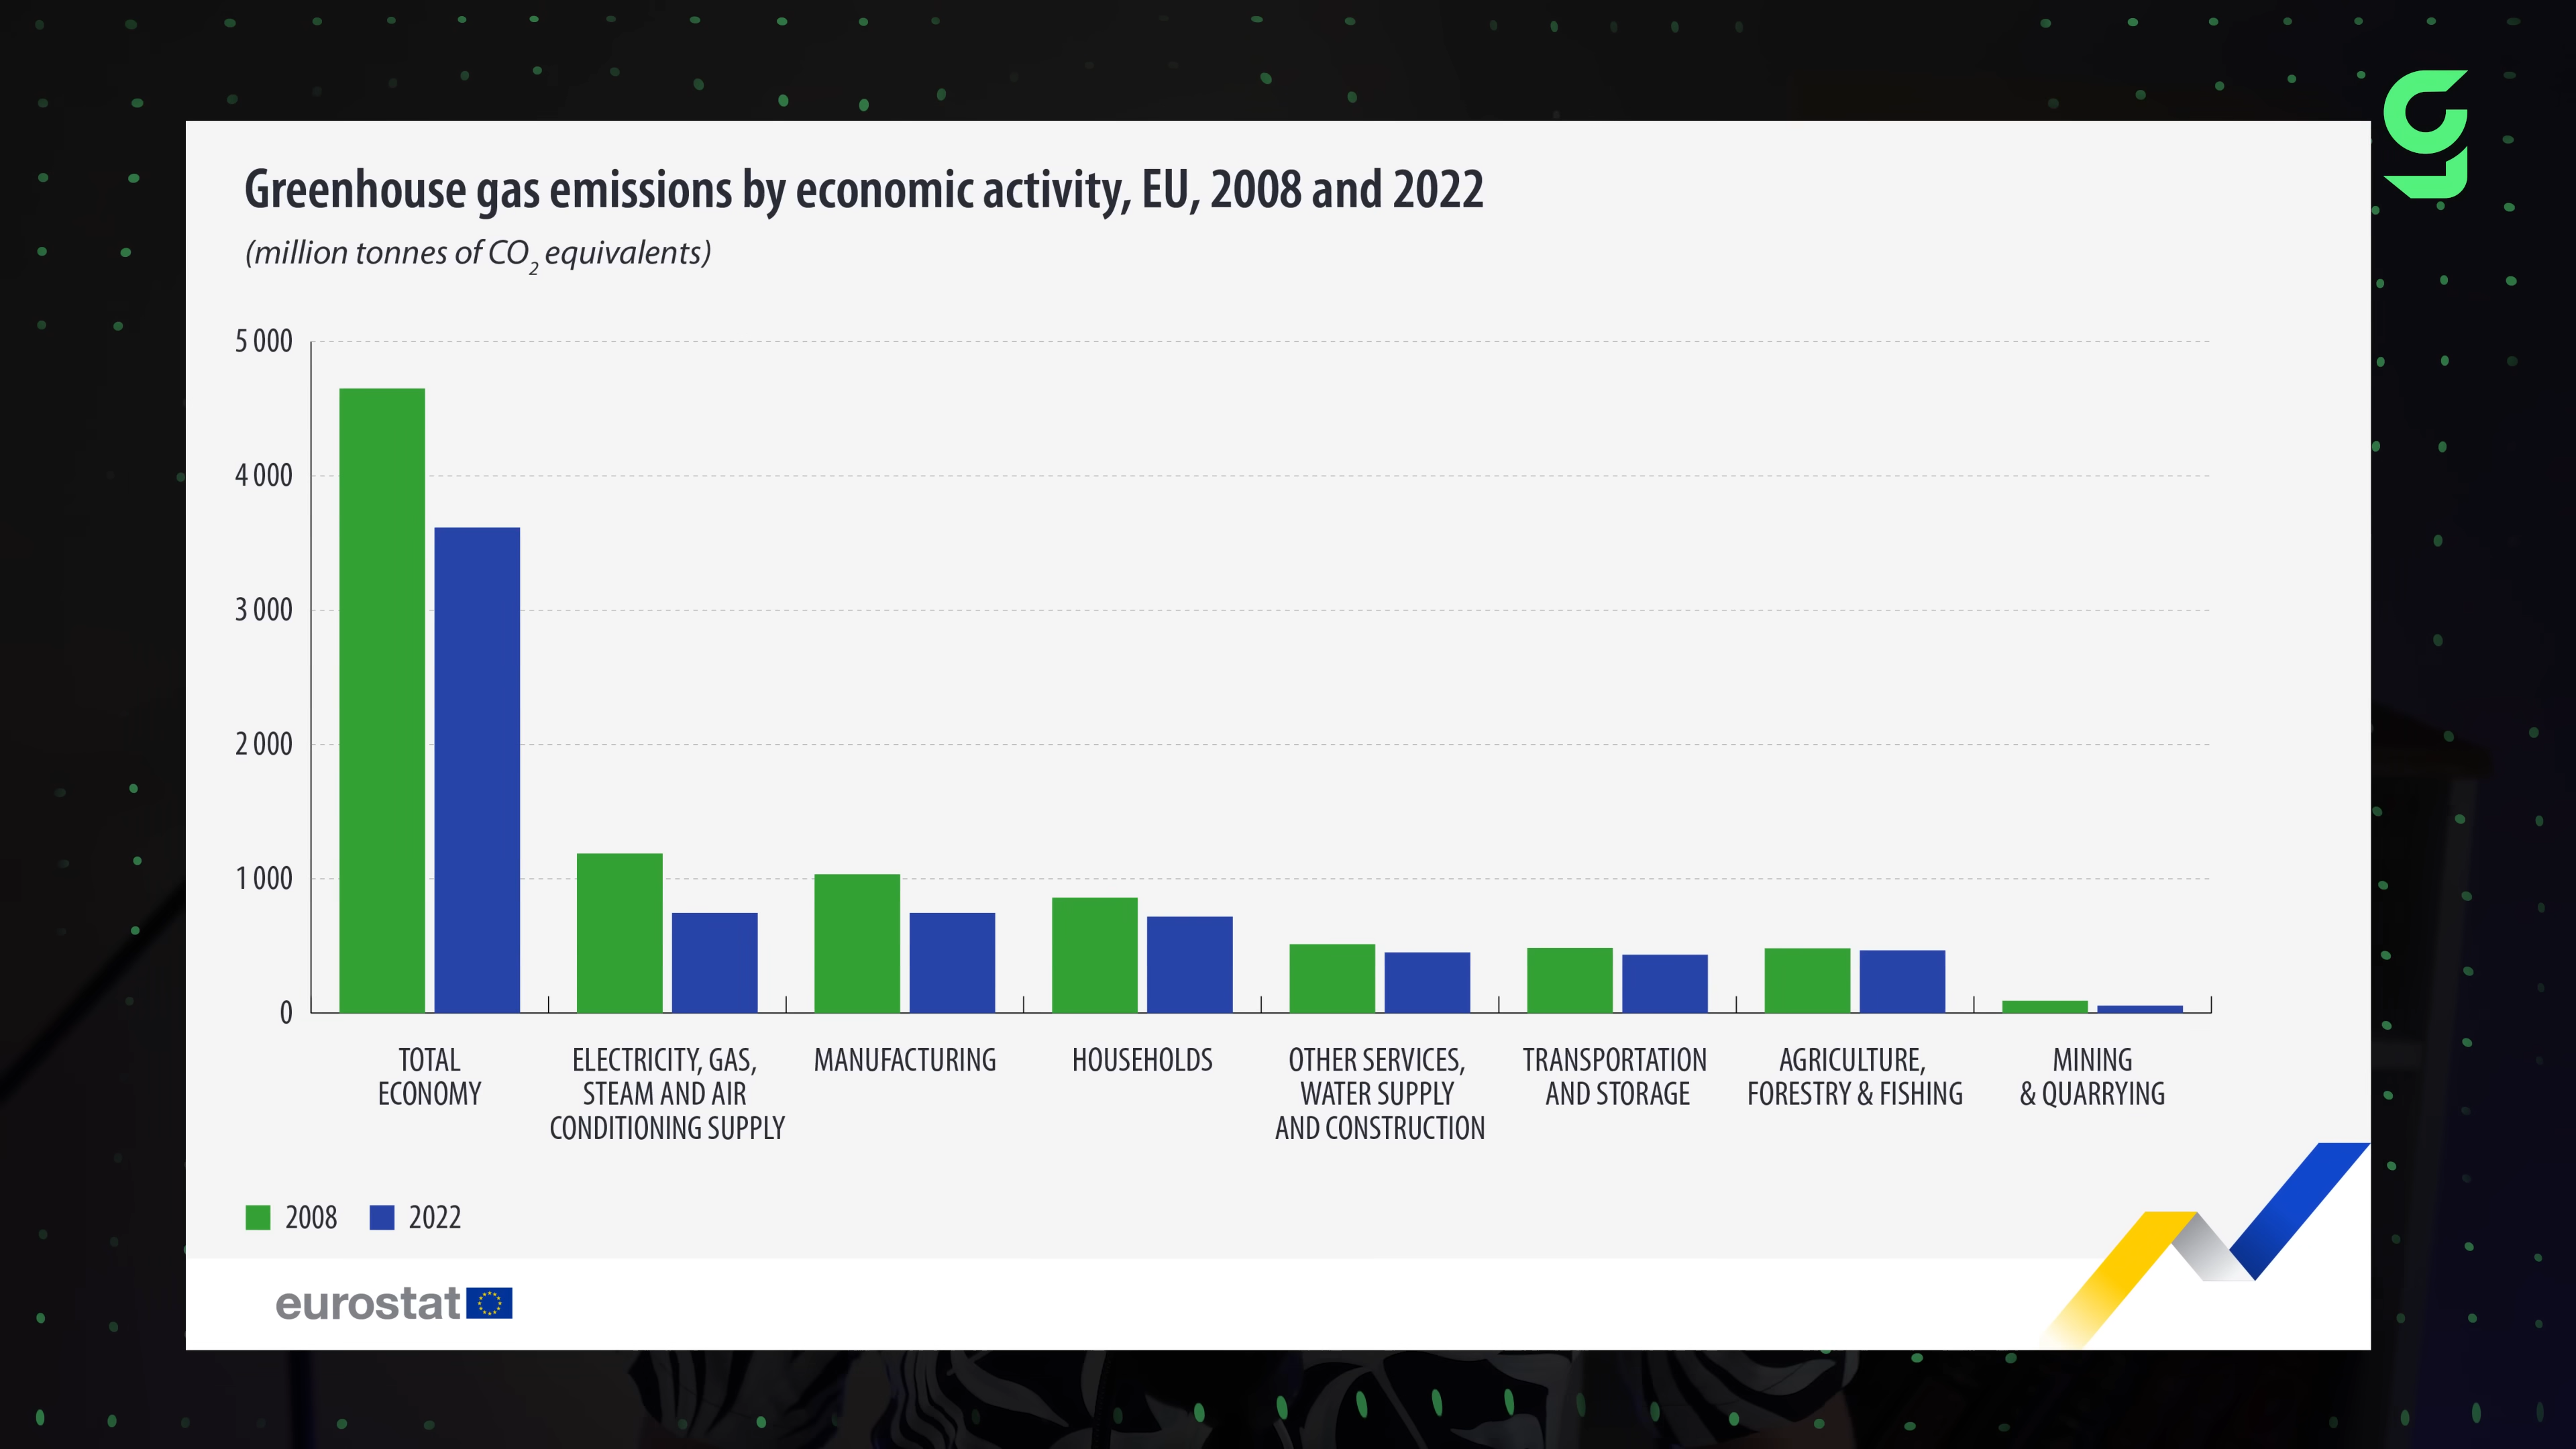 Greenhouse gas emissions by economic activity, EU, 2008 and 2022
(million tonnes of CO₂ equivalents)
5 000
4 000
3 000
2 000
1 000
0
TOTAL
ECONOMY
ELECTRICITY, GAS,
STEAM AND AIR
CONDITIONING SUPPLY
MANUFACTURING
HOUSEHOLDS
OTHER SERVICES,
WATER SUPPLY
AND CONSTRUCTION
TRANSPORTATION
AND STORAGE
AGRICULTURE,
FORESTRY & FISHING
MINING
& QUARRYING
2008
2022
eurostat